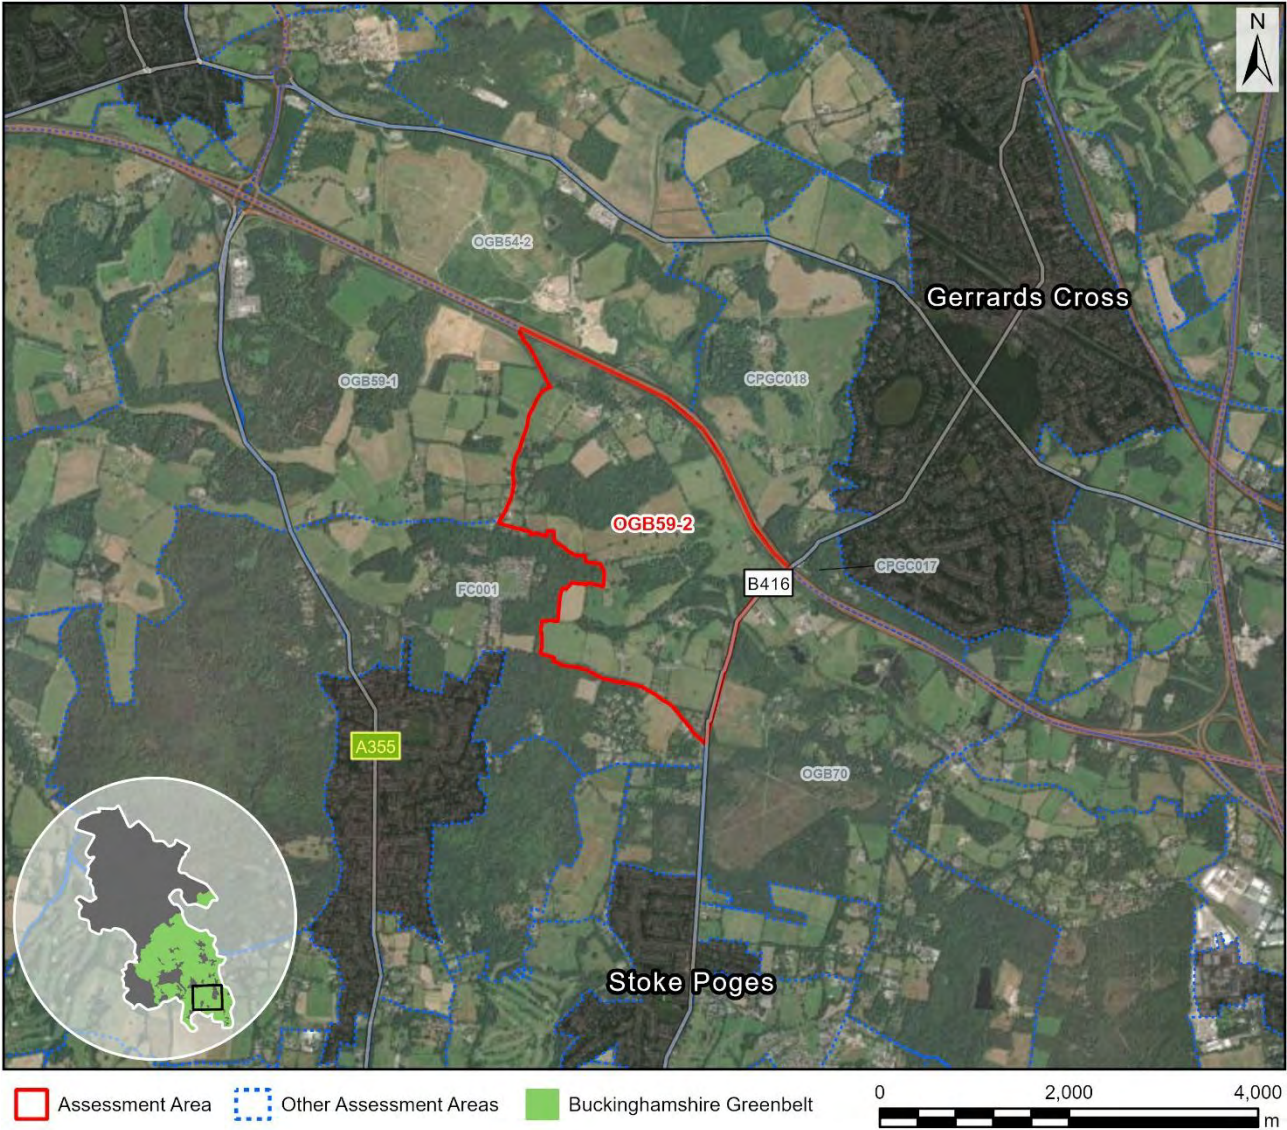 N
OGB54-2
Gerrards Cross
OGB59-1
CPGC018
OGB59-2
CPGC017
B416
FC001
A355
OGB70
Stoke Poges
Assessment Area
Other Assessment Areas
Buckinghamshire Greenbelt
0 2,000 4,000
m